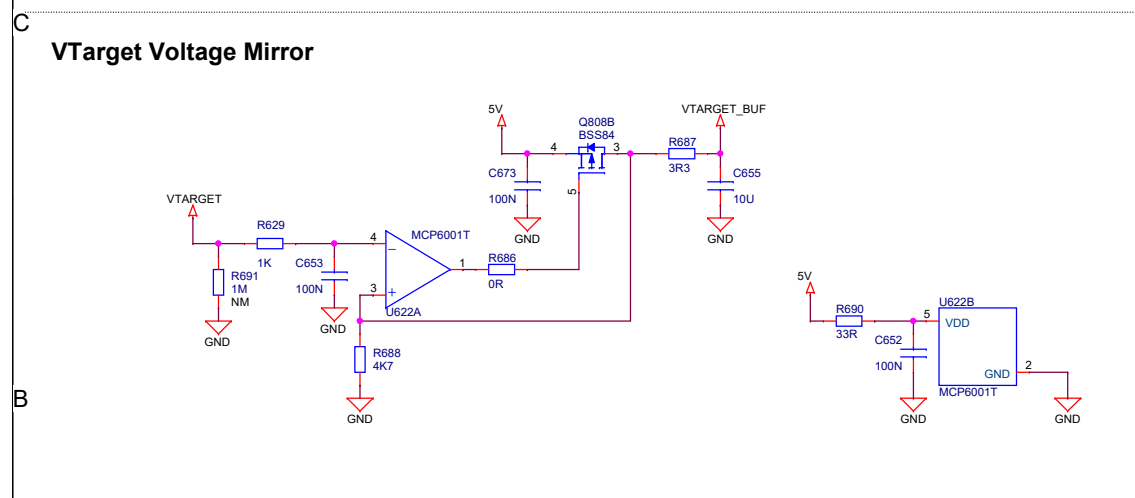 C
VTarget Voltage Mirror
5V
Q808B
BSS84
VTARGET_BUF
4
3
R687
3R3
C673
100N
5
C655
10U
GND
GND
VTARGET
R629
1K
4
MCP6001T
R691
1M
NM
C653
100N
1
R686
0R
3
U622A
GND
GND
R688
4K7
GND
5V
R690
33R
5
U622B
VDD
C652
100N
GND
2
MCP6001T
GND
GND
B